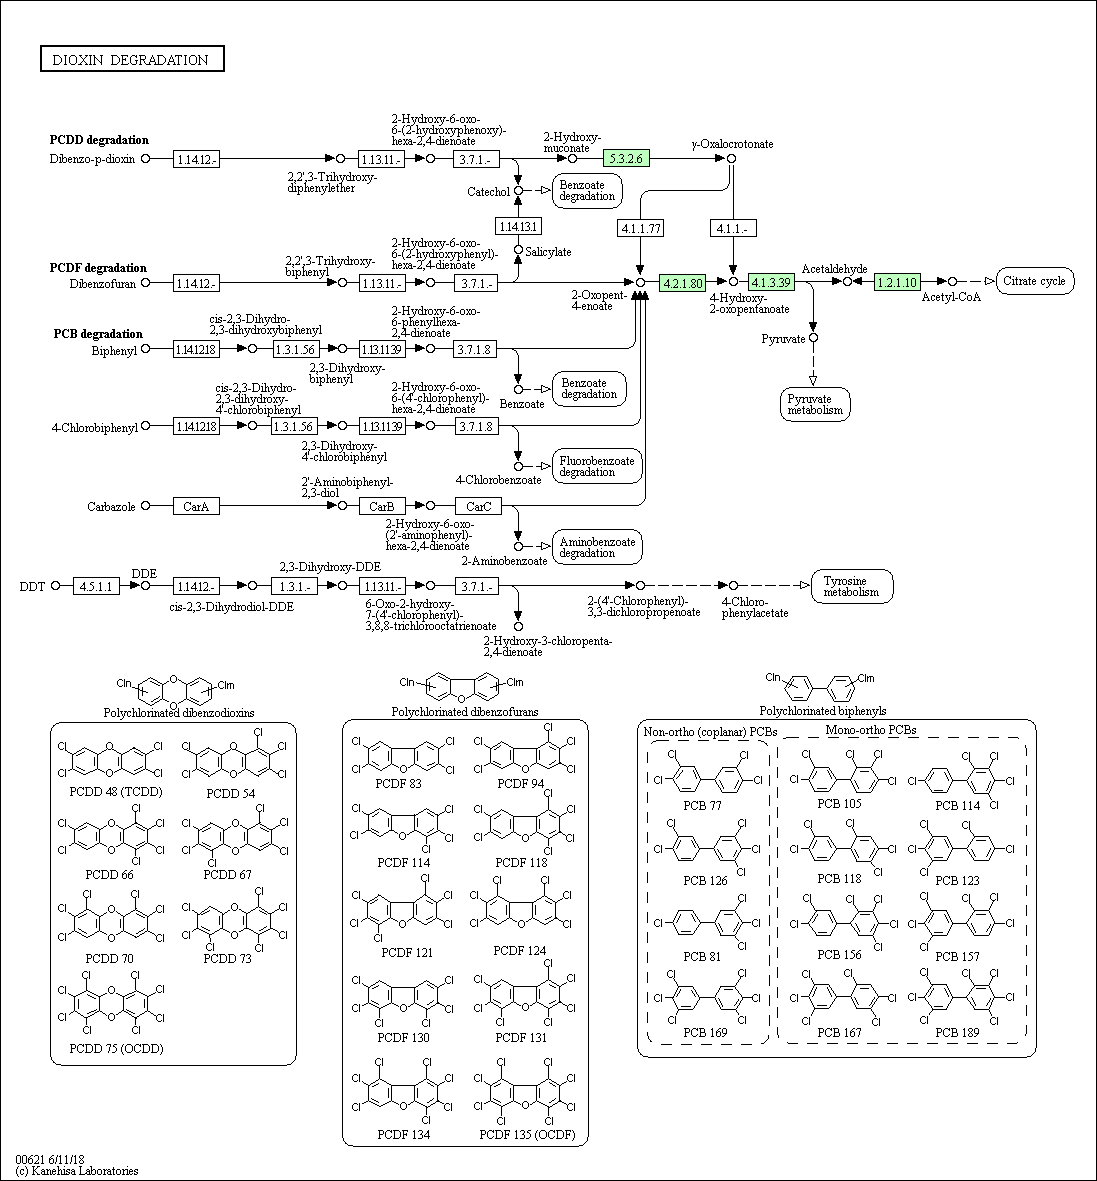 DIOXIN DEGRADATION
PCDD degradation
Dibenzo-p-dioxin
1.14.12.-
2,2',3-Trihydroxy-
diphenylether
1.13.11.-
2-Hydroxy-6-oxo-
6-(2-hydroxyphenoxy)-
hexa-2,4-dienoate
3.7.1.-
2-Hydroxy-
muconate
5.3.2.6
γ-Oxalocrotonate
Catechol
Benzoate
degradation
1.14.13.1
Salicylate
4.1.1.77
4.1.1.-
PCDF degradation
Dibenzofuran
1.14.12.-
2,2',3-Trihydroxy-
biphenyl
1.13.11.-
2-Hydroxy-6-oxo-
6-(2-hydroxyphenyl)-
hexa-2,4-dienoate
3.7.1.-
2-Oxopent-
4-enoate
4.2.1.80
4-Hydroxy-
2-oxopentanoate
4.1.3.39
Acetaldehyde
1.2.1.10
Acetyl-CoA
Citrate cycle
Pyruvate
Pyruvate
metabolism
PCB degradation
Biphenyl
1.14.12.18
cis-2,3-Dihydro-
2,3-dihydroxybiphenyl
1.3.1.56
2,3-Dihydroxy-
biphenyl
1.13.11.39
2-Hydroxy-6-oxo-
6-phenylhexa-
2,4-dienoate
3.7.1.8
Benzoate
Benzoate
degradation
4-Chlorobiphenyl
1.14.12.18
cis-2,3-Dihydro-
2,3-dihydroxy-
4'-chlorobiphenyl
1.3.1.56
2,3-Dihydroxy-
4'-chlorobiphenyl
1.13.11.39
2-Hydroxy-6-oxo-
6-(4'-chlorophenyl)-
hexa-2,4-dienoate
3.7.1.8
4-Chlorobenzoate
Fluorobenzoate
degradation
Carbazole
CarA
2'-Aminobiphenyl-
2,3-diol
CarB
2-Hydroxy-6-oxo-
(2'-aminophenyl)-
hexa-2,4-dienoate
CarC
2-Aminobenzoate
Aminobenzoate
degradation
DDT
4.5.1.1
DDE
1.14.12.-
cis-2,3-Dihydrodiol-DDE
1.3.1.-
2,3-Dihydroxy-DDE
1.13.11.-
6-Oxo-2-hydroxy-
7-(4'-chlorophenyl)-
3,8,8-trichlorooctatrienoate
3.7.1.-
2-Hydroxy-3-chloropenta-
2,4-dienoate
2-(4'-Chlorophenyl)-
3,3-dichloropropenoate
4-Chloro-
phenylacetate
Tyrosine
metabolism
Cln
O
O
Clm
Polychlorinated dibenzodioxins
PCDD 48 (TCDD)
PCDD 54
PCDD 66
PCDD 67
PCDD 70
PCDD 73
PCDD 75 (OCDD)
Cln
O
Clm
Polychlorinated dibenzofurans
PCDF 83
PCDF 94
PCDF 114
PCDF 118
PCDF 121
PCDF 124
PCDF 130
PCDF 131
PCDF 134
PCDF 135 (OCDF)
Cln
Clm
Polychlorinated biphenyls
Non-ortho (coplanar) PCBs
Mono-ortho PCBs
PCB 77
PCB 105
PCB 114
PCB 126
PCB 118
PCB 123
PCB 81
PCB 156
PCB 157
PCB 169
PCB 167
PCB 189
00621 6/11/18
(c) Kanehisa Laboratories